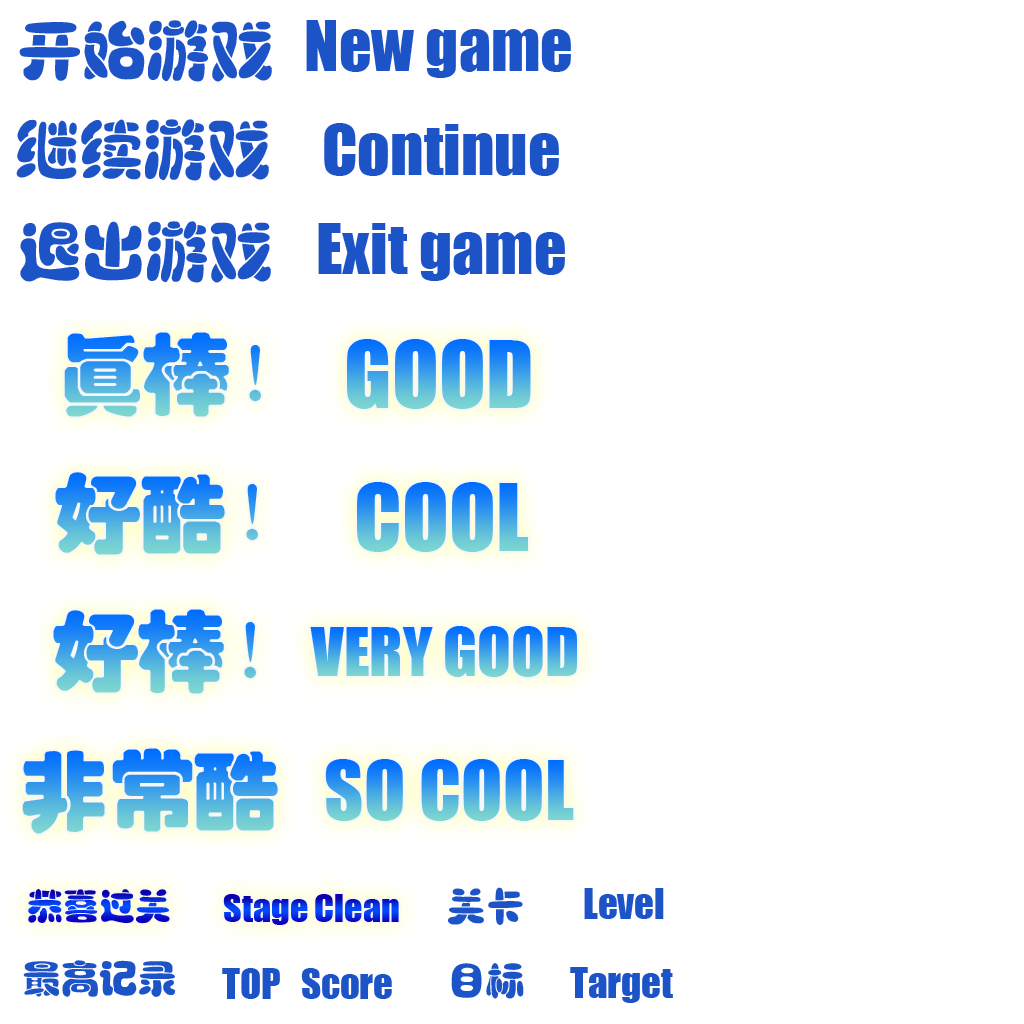 开始游戏 New game
继续游戏 Continue
退出游戏 Exit game
真棒! GOOD
好酷! COOL
好棒! VERY GOOD
非常酷 SO COOL
恭喜过关 Stage Clean 关卡 Level
最高记录 TOP Score 目标 Target